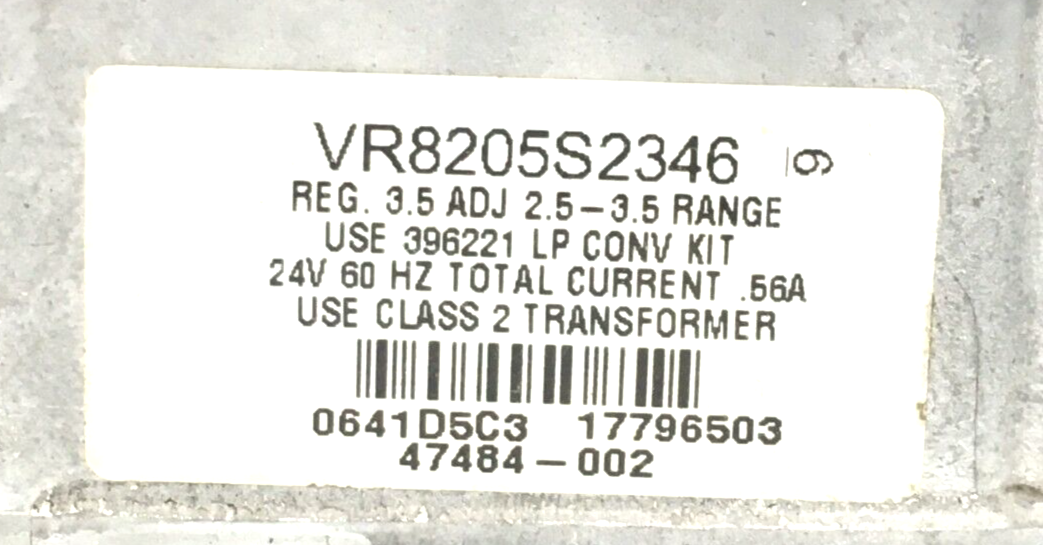 VR8205S2346 6
REG. 3.5 ADJ 2.5-3.5 RANGE
USE 396221 LP CONV KIT
24V 60 HZ TOTAL CURRENT .56A
USE CLASS 2 TRANSFORMER
0641D5C3 17796503
47484-002